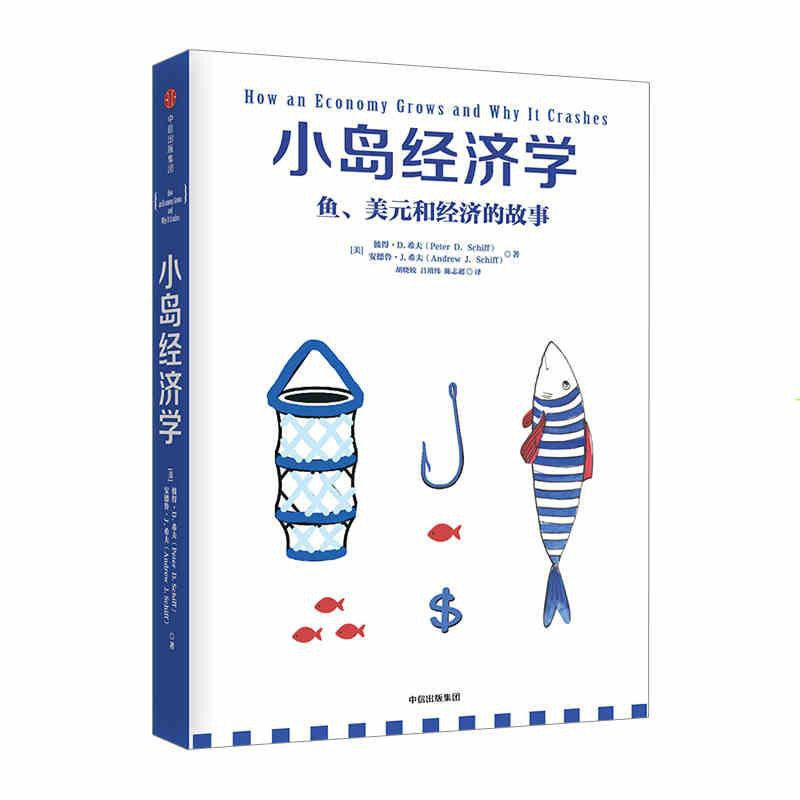 How an Economy Grows and Why It Crashes
小岛经济学
鱼、美元和经济的故事
[美] 彼得·D.希夫(Peter D. Schiff)
安德鲁·J.希夫(Andrew J. Schiff) ◎著
胡晓姣 吕靖纬 陈志超◎译
$
中信出版集团
中信出版集团
How
an Economy Grows
and
Why It Crashes
小岛经济学
[美] 彼得·D.希夫(Peter D. Schiff)
安德鲁·J.希夫(Andrew J. Schiff) ◎著